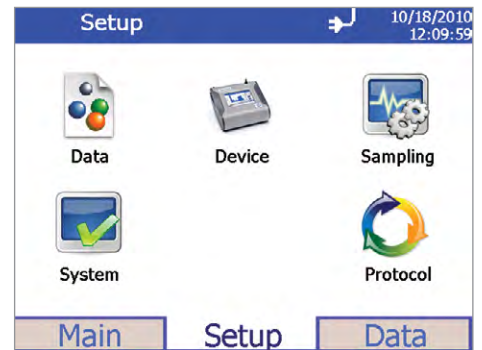 Setup
10/18/2010
12:09:59
Data
Device
Sampling
System
Protocol
Main
Setup
Data